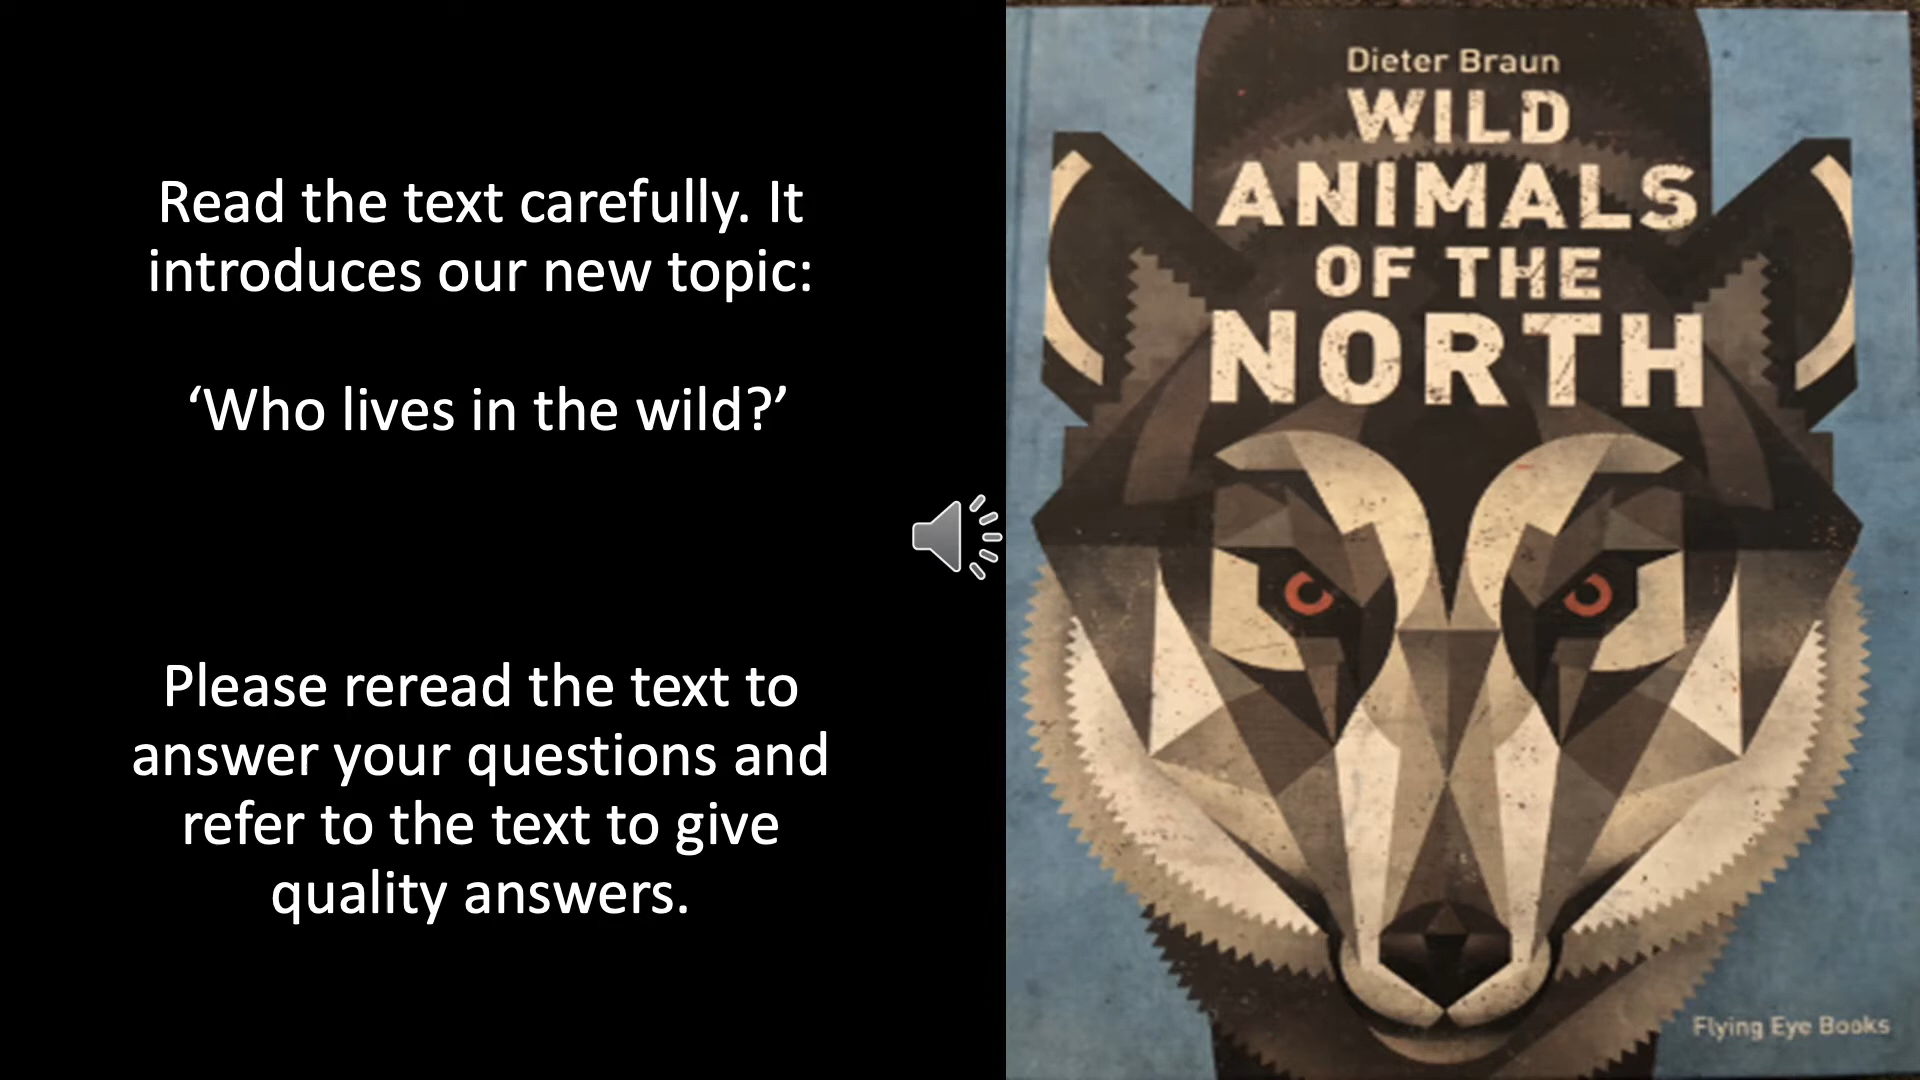 Read the text carefully. It
introduces our new topic:
‘Who lives in the wild?’
Please reread the text to
answer your questions and
refer to the text to give
quality answers.
Dieter Braun
WILD
ANIMALS
OF THE
NORTH
Flying Eye Books